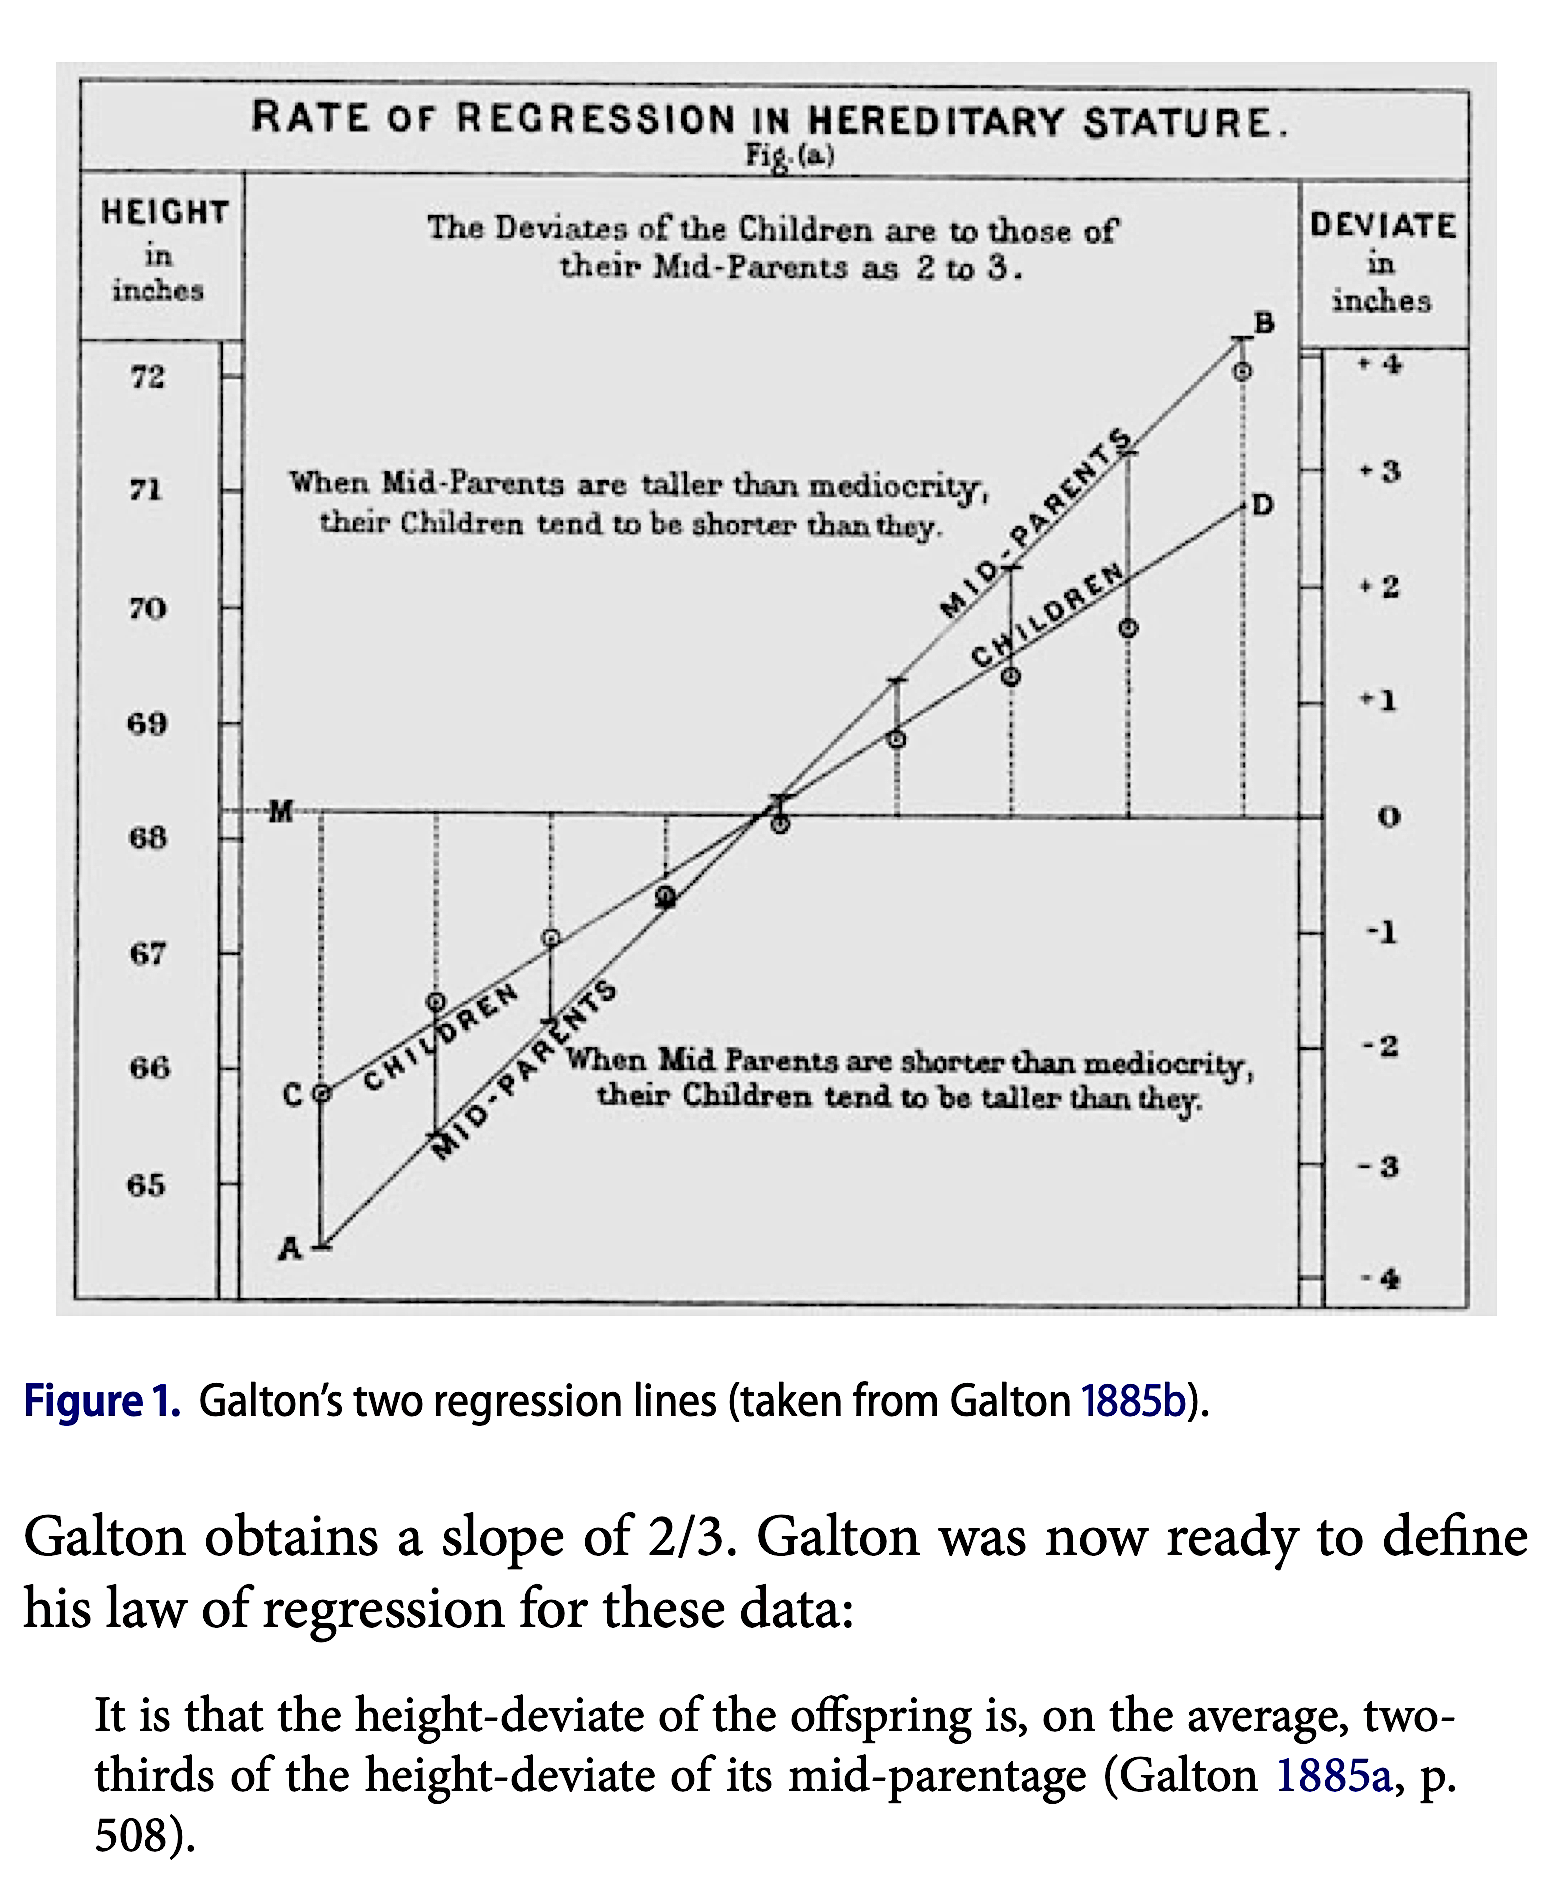 RATE OF REGRESSION IN HEREDITARY STATURE.
Fig.(a)
HEIGHT
in
inches
The Deviates of the Children are to those of
their Mid-Parents as 2 to 3.
DEVIATE
in
inches
B
72
+4
71
When Mid-Parents are taller than mediocrity,
their Children tend to be shorter than they.
MID-PARENTS
+3
D
70
CHILDREN
+2
69
+1
M
68
0
67
-1
CHILDREN
MID-PARENTS
66
When Mid Parents are shorter than mediocrity,
their Children tend to be taller than they.
-2
C
65
-3
A
-4
Figure 1. Galton's two regression lines (taken from Galton 1885b).
Galton obtains a slope of 2/3. Galton was now ready to define
his law of regression for these data:
It is that the height-deviate of the offspring is, on the average, two-
thirds of the height-deviate of its mid-parentage (Galton 1885a, p.
508).